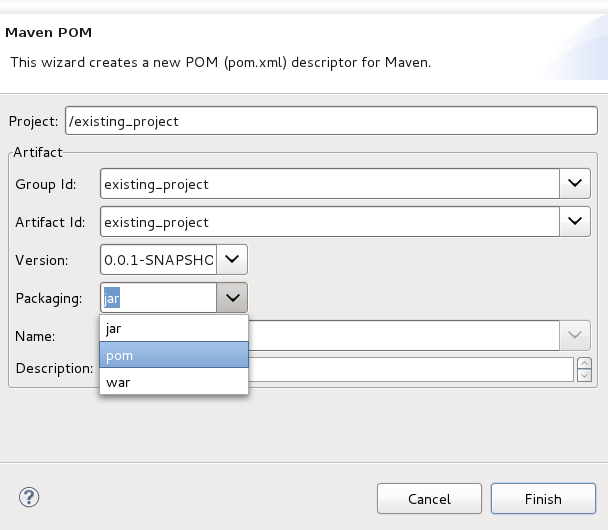 Maven POM
This wizard creates a new POM (pom.xml) descriptor for Maven.
Project: /existing_project
Artifact
Group Id: existing_project
Artifact Id: existing_project
Version: 0.0.1-SNAPSHO
Packaging: jar
jar
Name:
pom
Description:
war
?
Cancel Finish